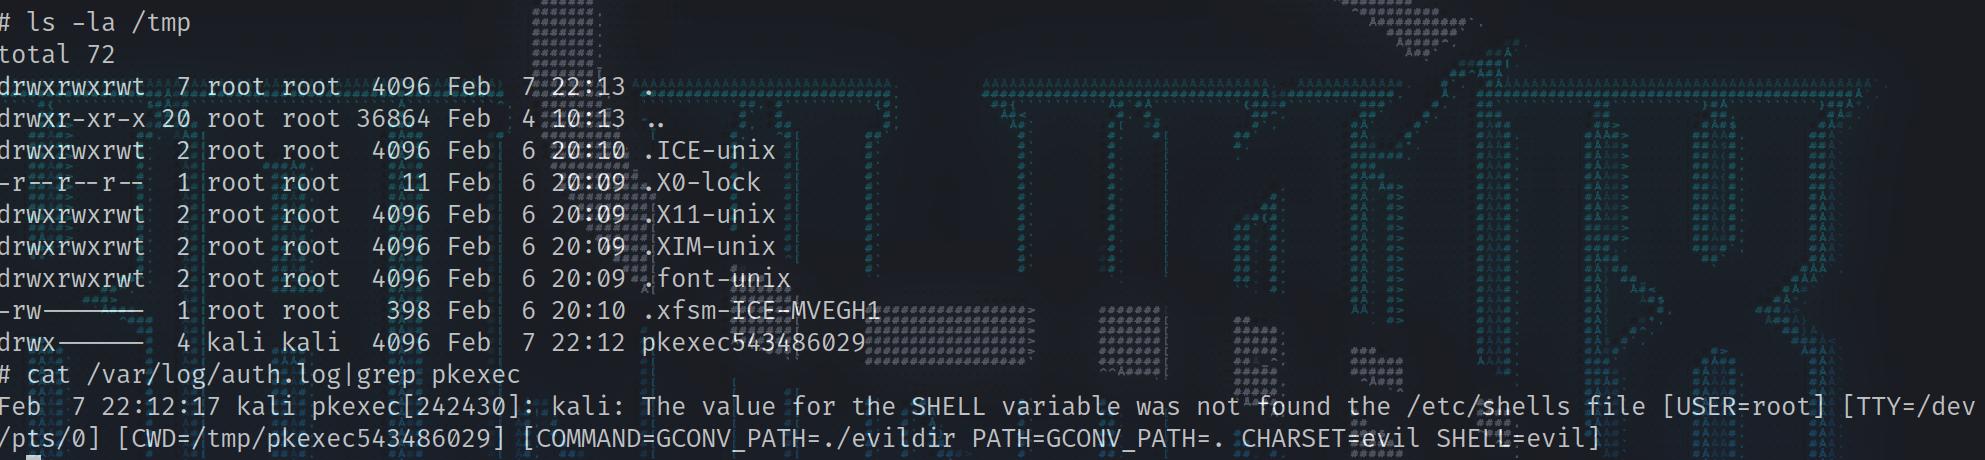 # ls -la /tmp
total 72
drwxrwxrwt  7 root root  4096 Feb  7 22:13 .
drwxr-xr-x 20 root root 36864 Feb  4 10:13 ..
drwxrwxrwt  2 root root  4096 Feb  6 20:10 .ICE-unix
-r--r--r--  1 root root    11 Feb  6 20:09 .X0-lock
drwxrwxrwt  2 root root  4096 Feb  6 20:09 .X11-unix
drwxrwxrwt  2 root root  4096 Feb  6 20:09 .XIM-unix
drwxrwxrwt  2 root root  4096 Feb  6 20:09 .font-unix
-rw-------  1 root root   398 Feb  6 20:10 .xfsm-ICE-MVEGH1
drwx------  4 kali kali  4096 Feb  7 22:12 pkexec543486029
# cat /var/log/auth.log|grep pkexec
Feb  7 22:12:17 kali pkexec[242430]: kali: The value for the SHELL variable was not found the /etc/shells file [USER=root] [TTY=/dev
/pts/0] [CWD=/tmp/pkexec543486029] [COMMAND=GCONV_PATH=./evildir PATH=GCONV_PATH=. CHARSET=evil SHELL=evil]